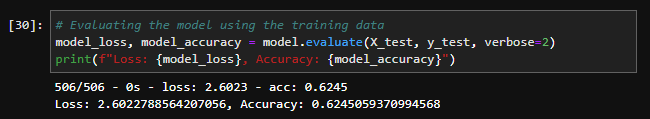 [30]: # Evaluating the model using the training data
model_loss, model_accuracy = model.evaluate(X_test, y_test, verbose=2)
print(f"Loss: {model_loss}, Accuracy: {model_accuracy}")
506/506 - 0s - loss: 2.6023 - acc: 0.6245
Loss: 2.6022788564207056, Accuracy: 0.6245059370994568